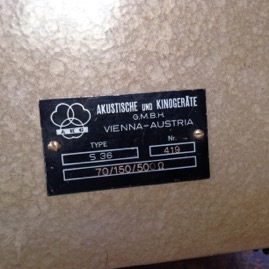 AKUSTISCHE UND KINOGERÄTE
G.M.B.H.
VIENNA-AUSTRIA
AKG
TYPE Nr.
S 36 419
70/150/500 Ω